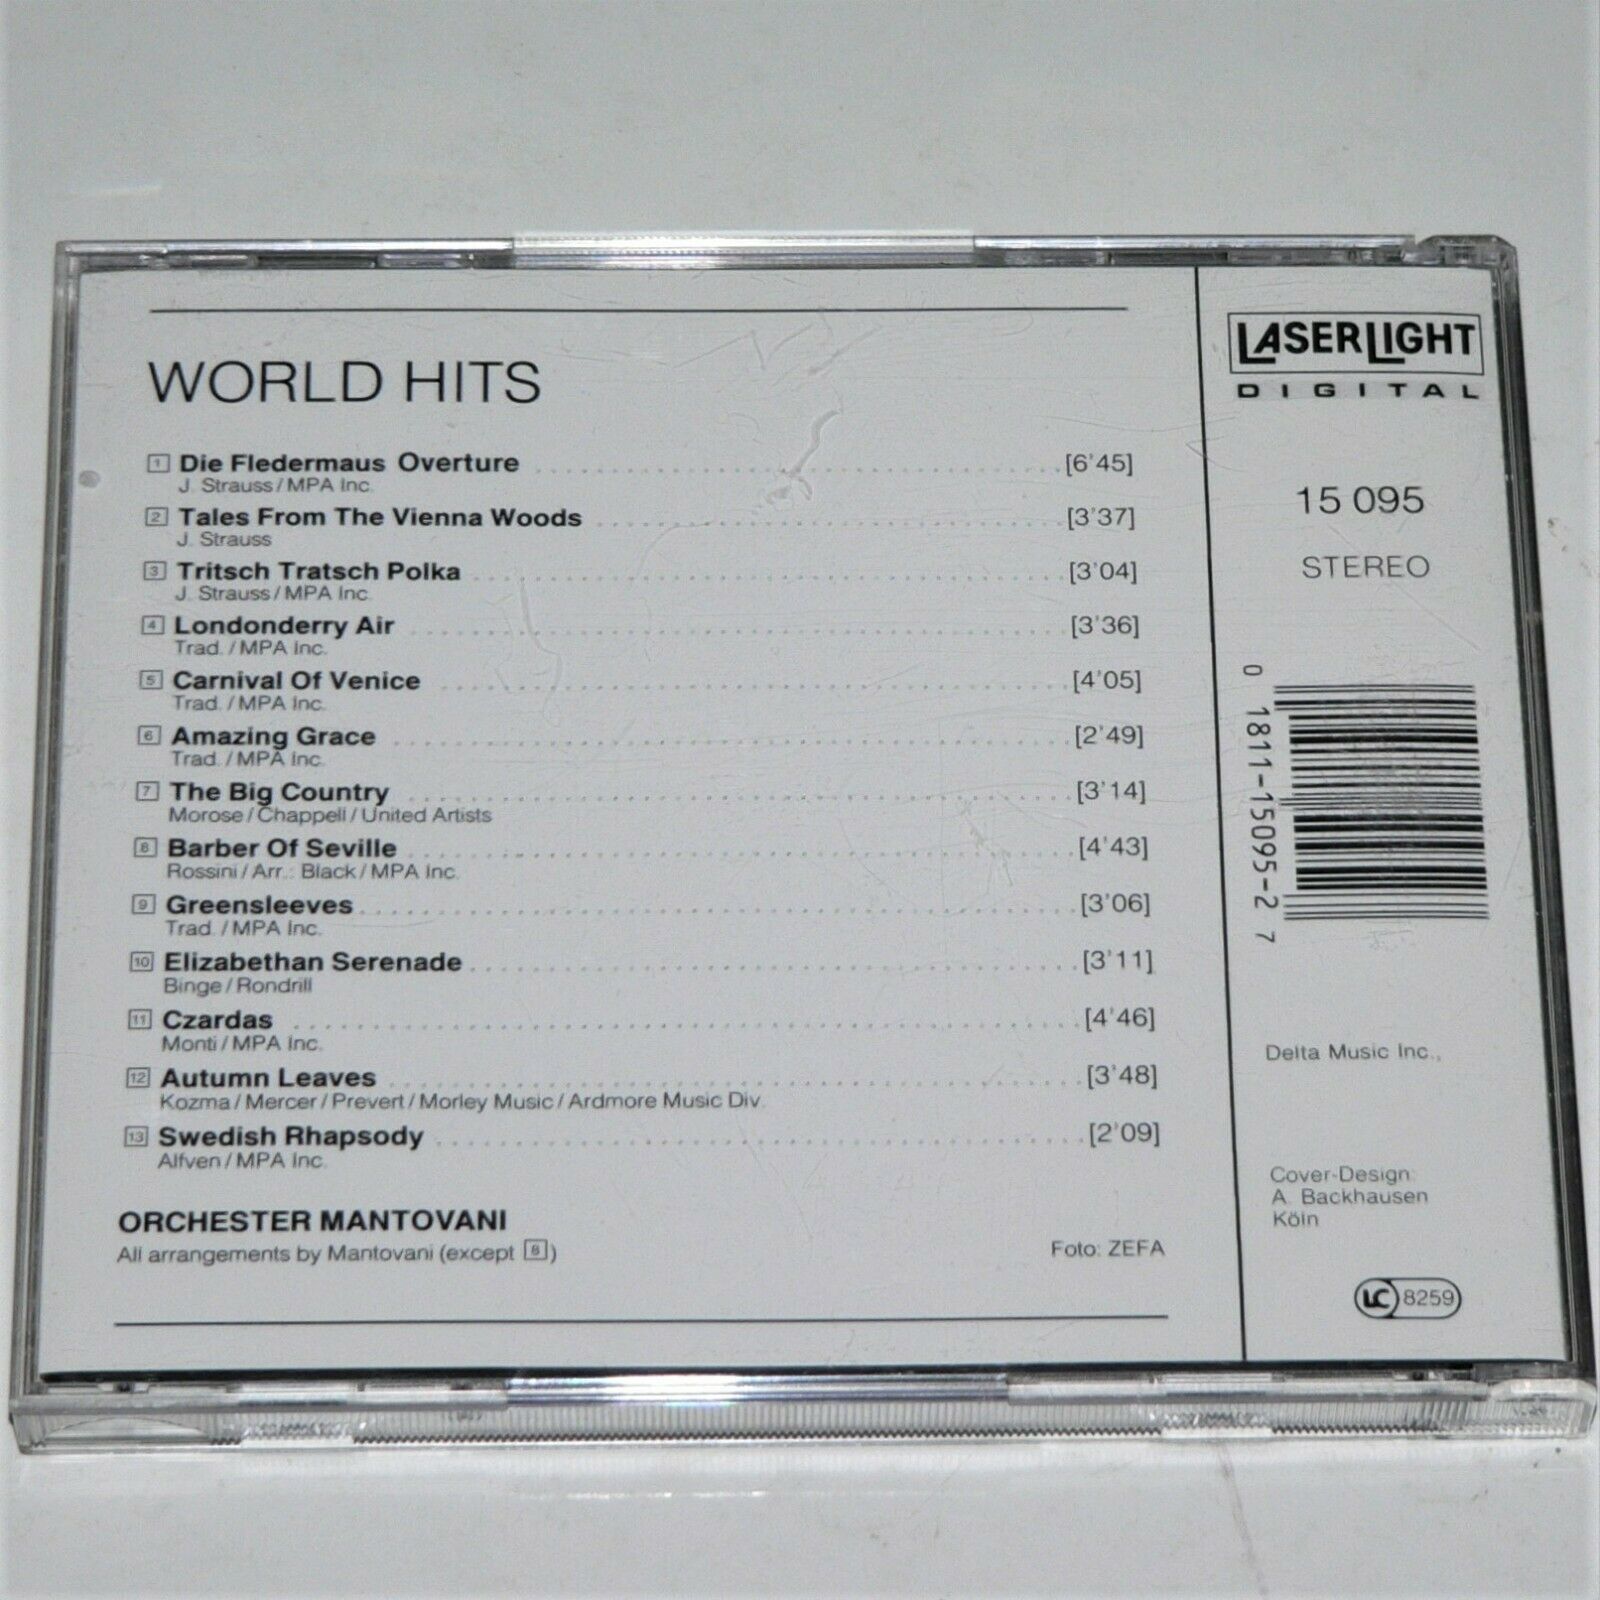 WORLD HITS
1 Die Fledermaus Overture [6'45]
J. Strauss/MPA Inc.
2 Tales From The Vienna Woods [3'37]
J. Strauss
3 Tritsch Tratsch Polka [3'04]
J. Strauss/MPA Inc.
4 Londonderry Air [3'36]
Trad./MPA Inc.
5 Carnival Of Venice [4'05]
Trad./MPA Inc.
6 Amazing Grace [2'49]
Trad./MPA Inc.
7 The Big Country [3'14]
Morose/Chappell/United Artists
8 Barber Of Seville [4'43]
Rossini/Arr.: Black/MPA Inc.
9 Greensleeves [3'06]
Trad./MPA Inc.
10 Elizabethan Serenade [3'11]
Binge/Rondrill
11 Czardas [4'46]
Monti/MPA Inc.
12 Autumn Leaves [3'48]
Kozma/Mercer/Prevert/Morley Music/Ardmore Music Div.
13 Swedish Rhapsody [2'09]
Alfven/MPA Inc.
ORCHESTER MANTOVANI
All arrangements by Mantovani (except 8)
Foto: ZEFA
LASERLIGHT
DIGITAL
15 095
STEREO
0 1811-15095-2 7
Delta Music Inc.,
Cover-Design:
A. Backhausen
Köln
LC 8259